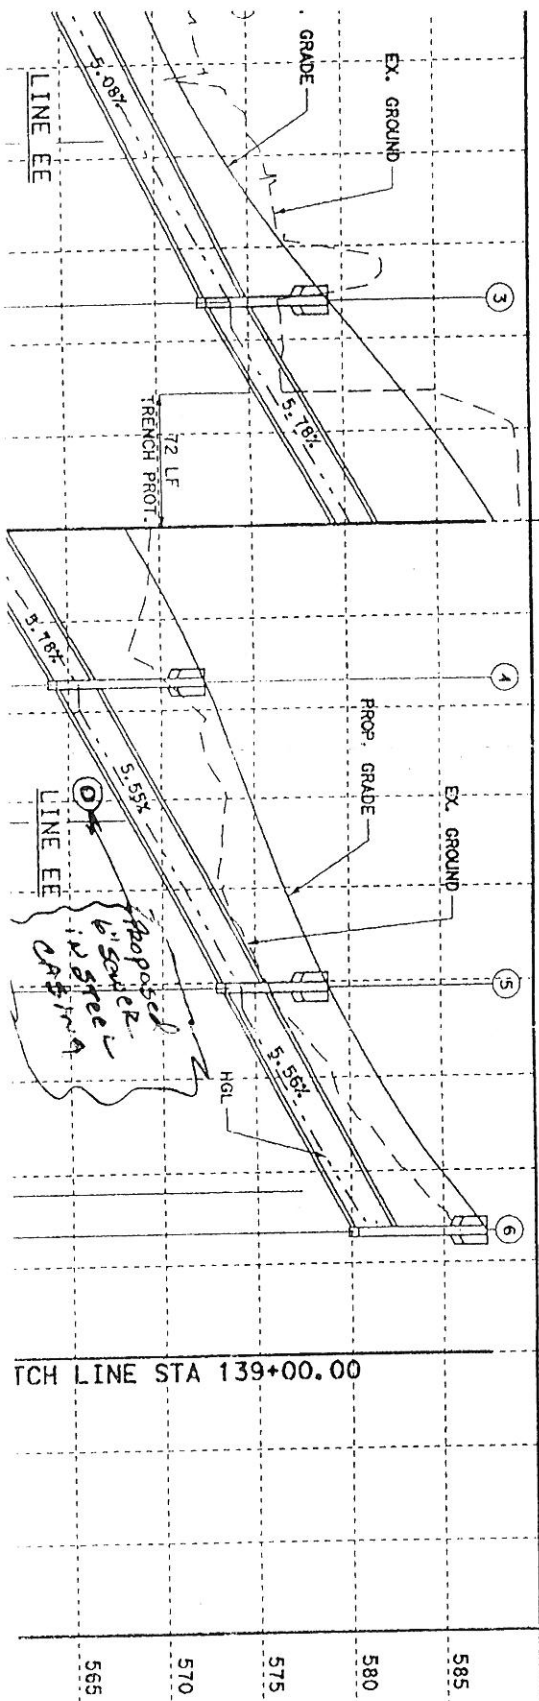 . GRADE
EX. GROUND
5.08%
LINE EE
3
5.78%
72 LF
TRENCH PROT.
5.78%
4
PROP. GRADE
EX. GROUND
5.55%
LINE EE
D
Proposed
6" Sewer
in Steel
CASING
5
5.56%
HGL
6
TCH LINE STA 139+00.00
565
570
575
580
585